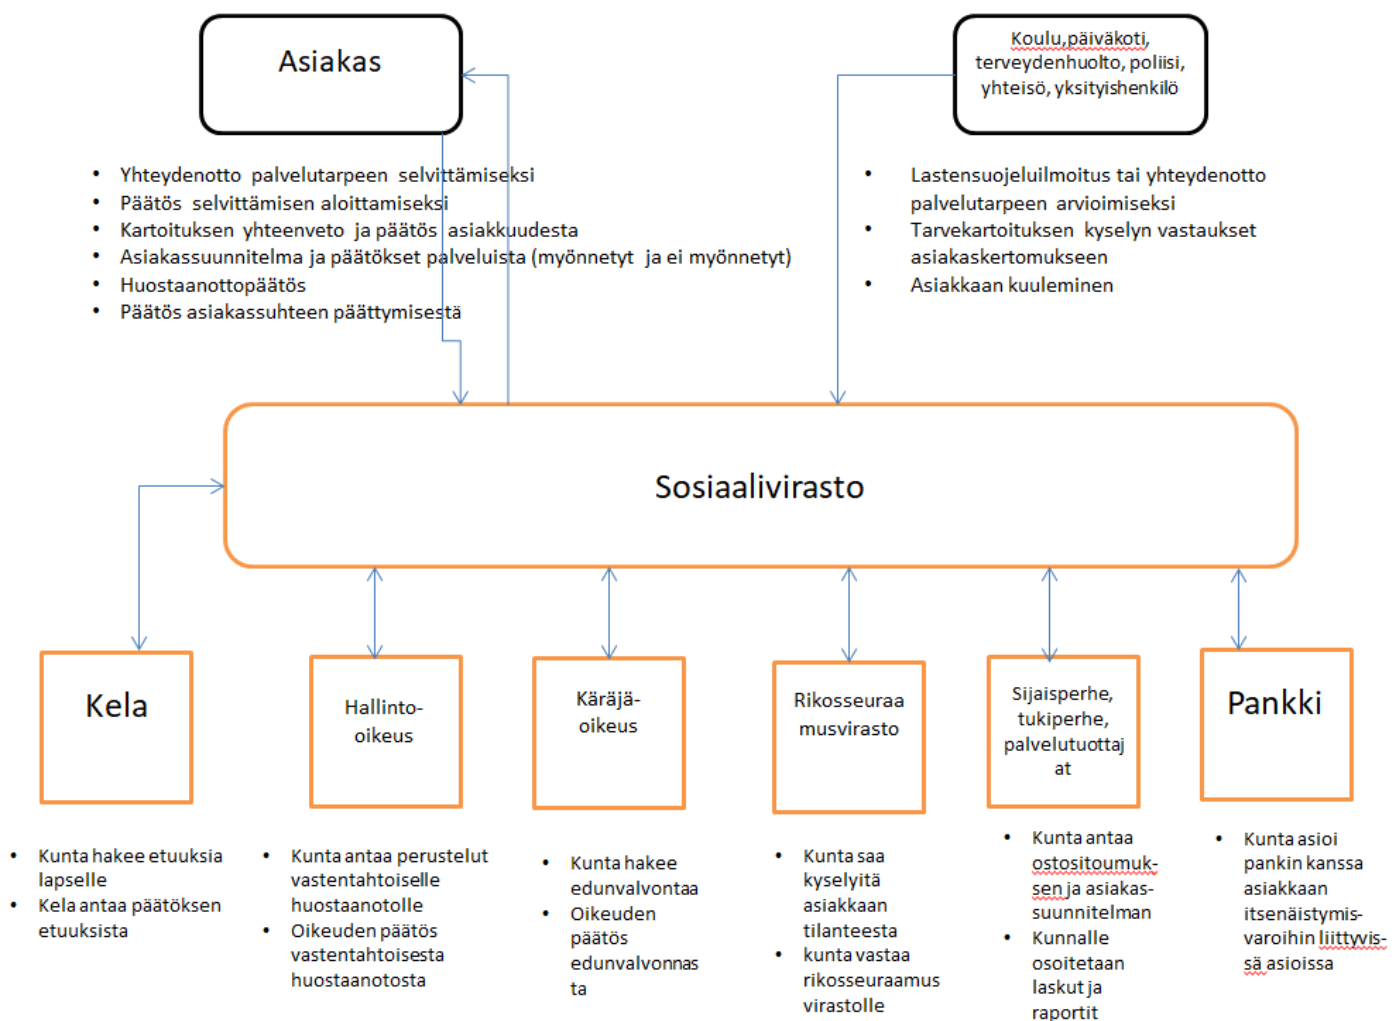 Asiakas
Koulu,päiväkoti,
terveydenhuolto, poliisi,
yhteisö, yksityishenkilö
• Yhteydenotto palvelutarpeen selvittämiseksi
• Päätös selvittämisen aloittamiseksi
• Kartoituksen yhteenveto ja päätös asiakkuudesta
• Asiakassuunnitelma ja päätökset palveluista (myönnetyt ja ei myönnetyt)
• Huostaanottopäätös
• Päätös asiakassuhteen päättymisestä
• Lastensuojeluilmoitus tai yhteydenotto
palvelutarpeen arvioimiseksi
• Tarvekartoituksen kyselyn vastaukset
asiakaskertomukseen
• Asiakkaan kuuleminen
Sosiaalivirasto
Kela
Hallinto-
oikeus
Käräjä-
oikeus
Rikosseuraa
musvirasto
Sijaisperhe,
tukiperhe,
palvelutuottaj
at
Pankki
• Kunta hakee etuuksia
lapselle
• Kela antaa päätöksen
etuuksista
• Kunta antaa perustelut
vastentahtoiselle
huostaanotolle
• Oikeuden päätös
vastentahtoisesta
huostaanotosta
• Kunta hakee
edunvalvontaa
• Oikeuden
päätös
edunvalvonnas
ta
• Kunta saa
kyselyitä
asiakkaan
tilanteesta
• kunta vastaa
rikosseuraamus
virastolle
• Kunta antaa
ostositoumuk-
sen ja asiakas-
suunnitelman
• Kunnalle
osoitetaan
laskut ja
raportit
• Kunta asioi
pankin kanssa
asiakkaan
itsenäistymis-
varoihin liittyvis-
sä asioissa